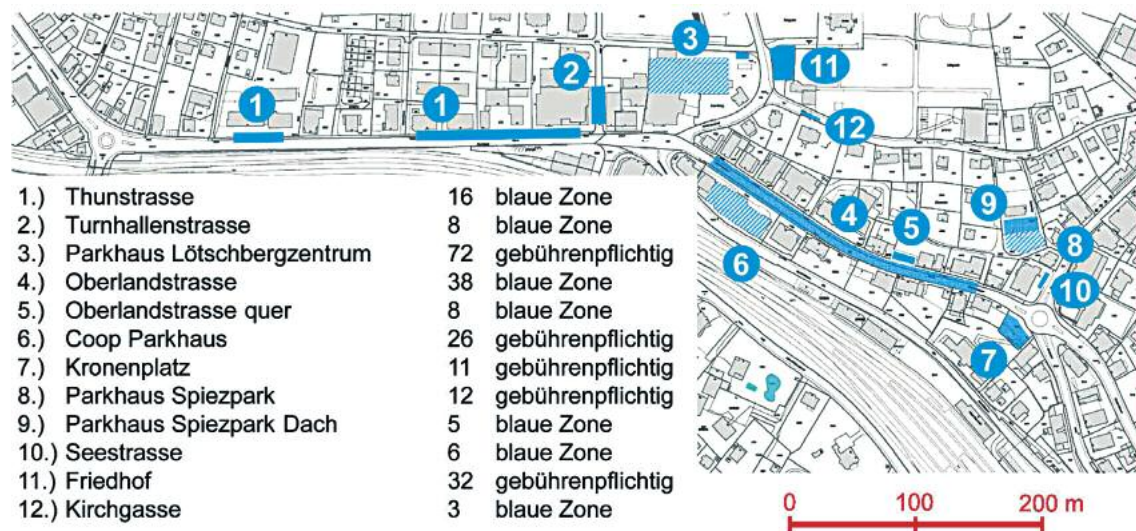 3
2
11
1
1
12
9
4
5
8
6
10
7
1.) Thunstrasse 16 blaue Zone
2.) Turnhallenstrasse 8 blaue Zone
3.) Parkhaus Lötschbergzentrum 72 gebührenpflichtig
4.) Oberlandstrasse 38 blaue Zone
5.) Oberlandstrasse quer 8 blaue Zone
6.) Coop Parkhaus 26 gebührenpflichtig
7.) Kronenplatz 11 gebührenpflichtig
8.) Parkhaus Spiezpark 12 gebührenpflichtig
9.) Parkhaus Spiezpark Dach 5 blaue Zone
10.) Seestrasse 6 blaue Zone
11.) Friedhof 32 gebührenpflichtig
12.) Kirchgasse 3 blaue Zone
0 100 200 m